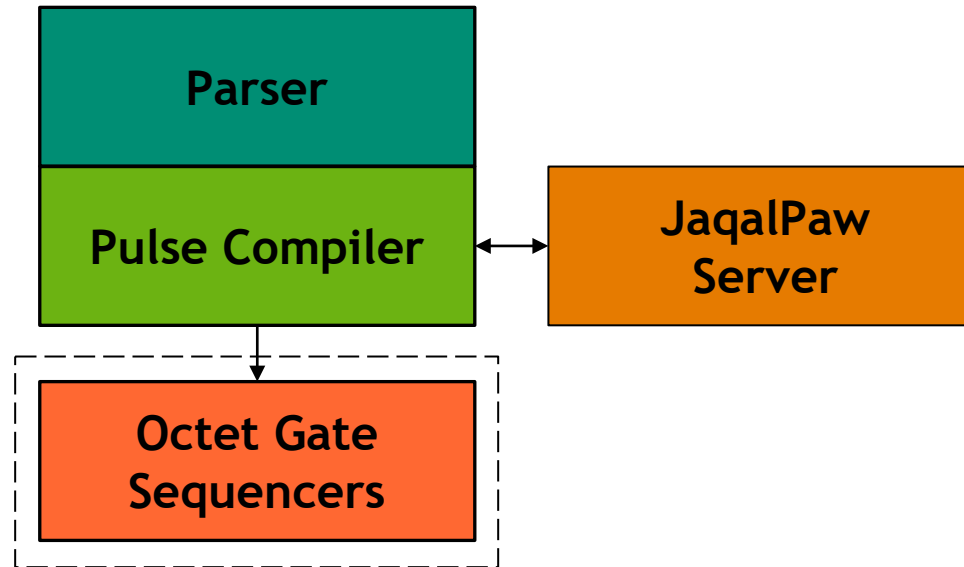 Parser
Pulse Compiler
JaqalPaw
Server
Octet Gate
Sequencers